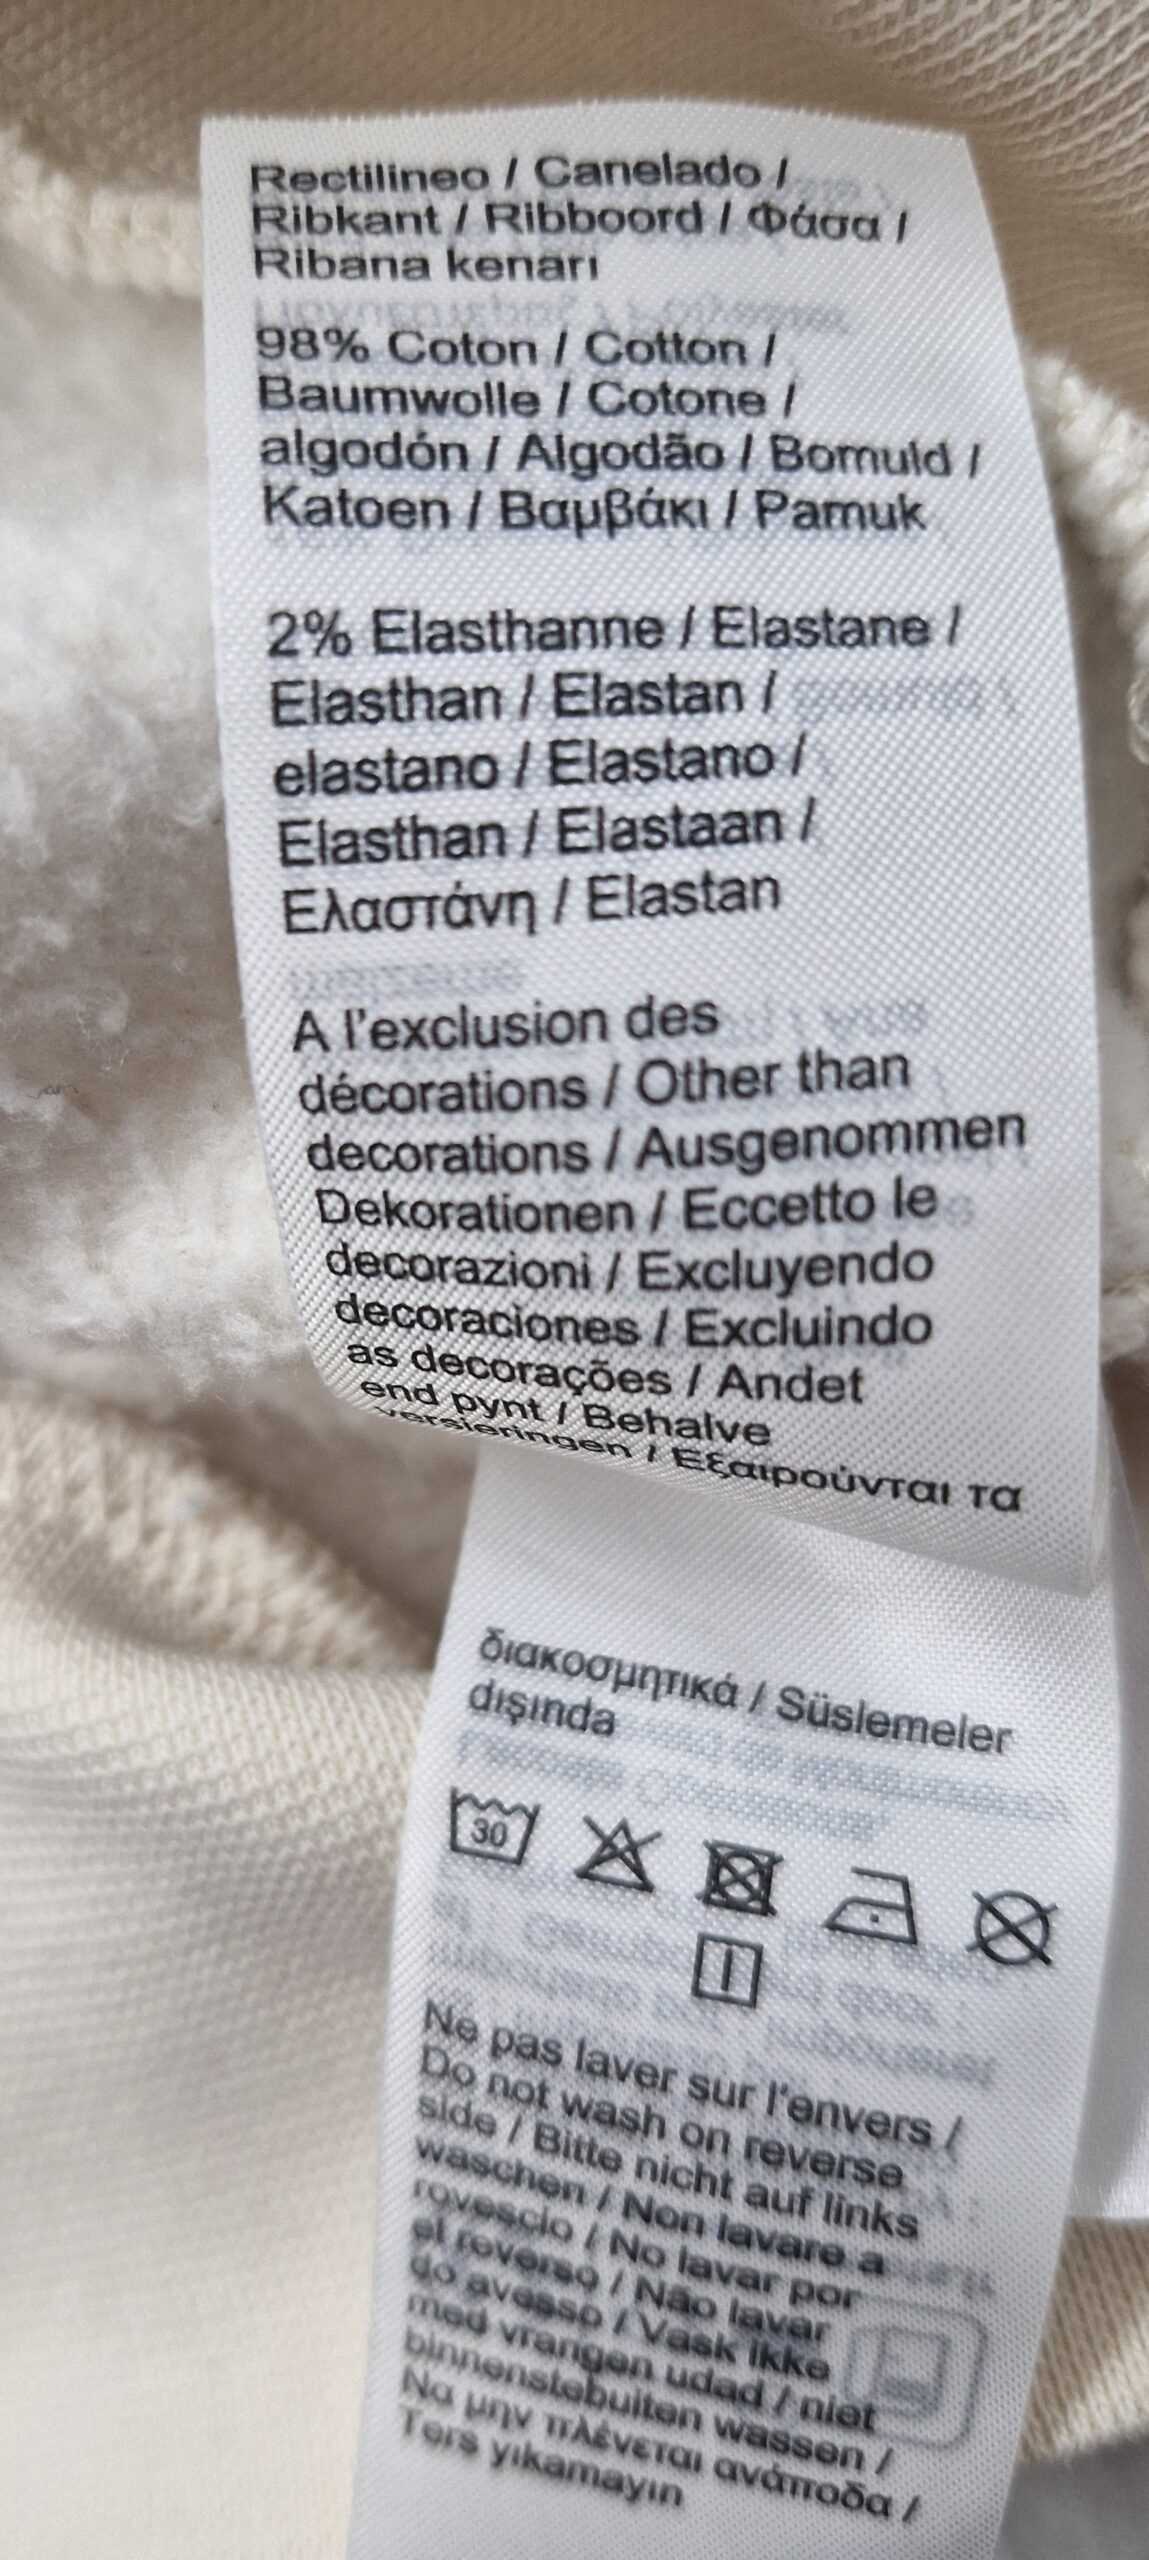 Rectilineo / Canelado /
Ribkant / Ribboord / Φάσα /
Ribana kenarı
98% Coton / Cotton /
Baumwolle / Cotone /
algodón / Algodão / Bomuld /
Katoen / Βαμβάκι / Pamuk
2% Elasthanne / Elastane /
Elasthan / Elastan /
elastano / Elastano /
Elasthan / Elastaan /
Ελαστάνη / Elastan
A l'exclusion des
décorations / Other than
decorations / Ausgenommen
Dekorationen / Eccetto le
decorazioni / Excluyendo
decoraciones / Excluindo
as decorações / Andet
end pynt / Behalve
versieringen / Εξαιρούνται τα
διακοσμητικά / Süslemeler
dışında
30
Ne pas laver sur l'envers /
Do not wash on reverse
side / Bitte nicht auf links
waschen / Non lavare a
rovescio / No lavar por
el reverso / Não lavar
do avesso / Vask ikke
med vrangen udad / niet
binnenstebuiten wassen /
Να μην πλένεται ανάποδα /
Ters yıkamayın